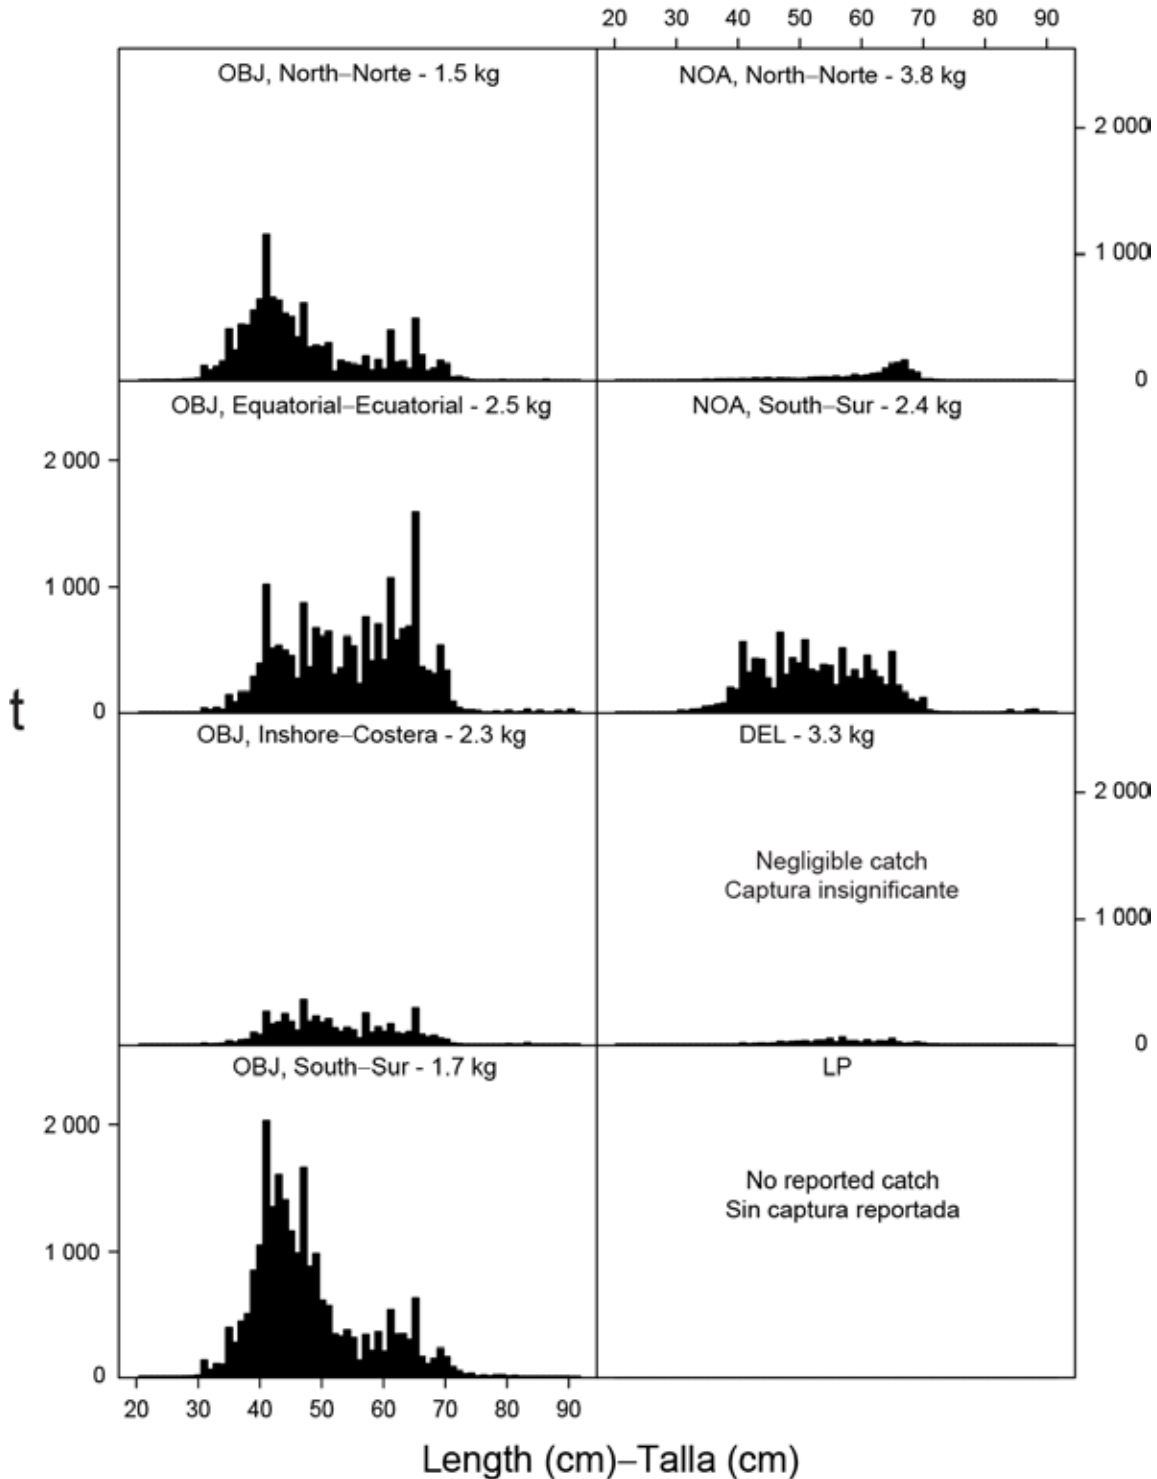 20 30 40 50 60 70 80 90
OBJ, North–Norte - 1.5 kg
NOA, North–Norte - 3.8 kg
2 000
1 000
0
OBJ, Equatorial–Ecuatorial - 2.5 kg
NOA, South–Sur - 2.4 kg
2 000
1 000
0
t
OBJ, Inshore–Costera - 2.3 kg
DEL - 3.3 kg
2 000
Negligible catch
Captura insignificante
1 000
0
OBJ, South–Sur - 1.7 kg
LP
2 000
No reported catch
Sin captura reportada
1 000
0
20 30 40 50 60 70 80 90
Length (cm)–Talla (cm)